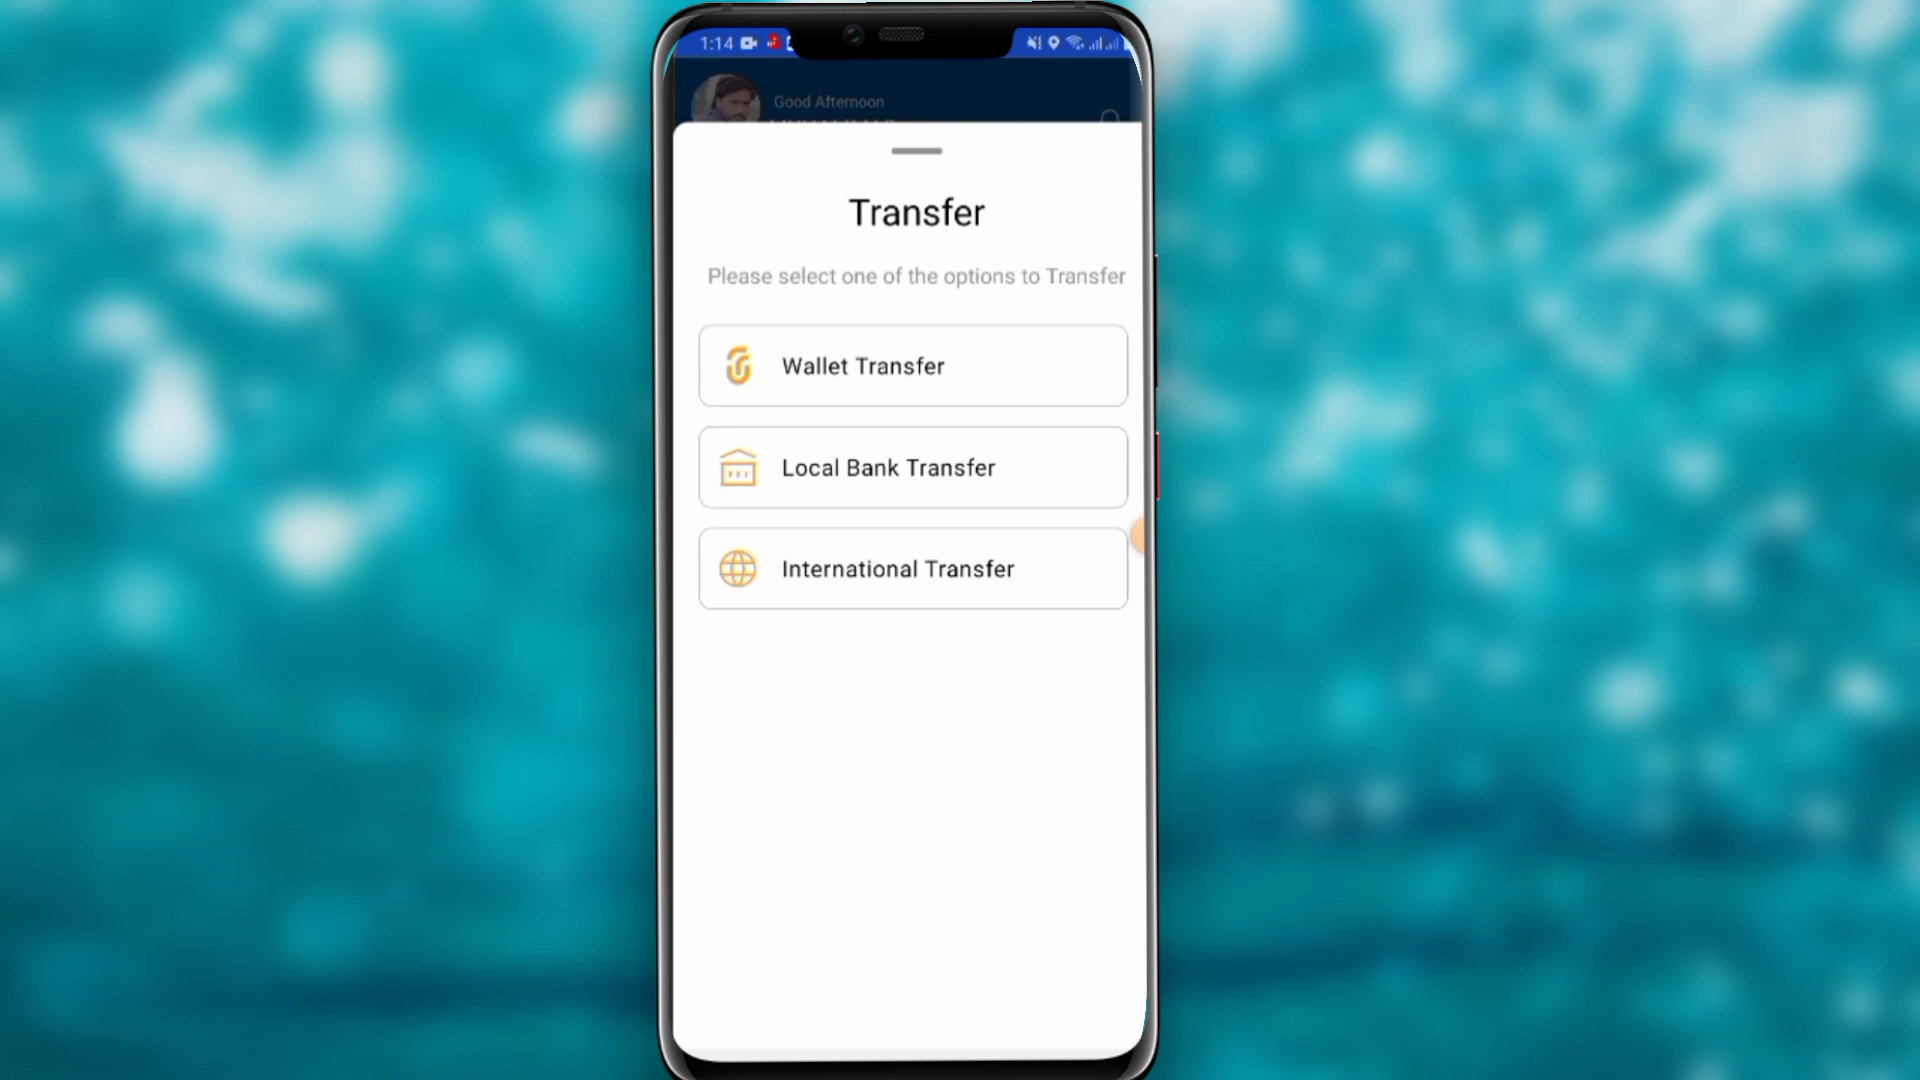 1:14
Good Afternoon
Transfer
Please select one of the options to Transfer
Wallet Transfer
Local Bank Transfer
International Transfer